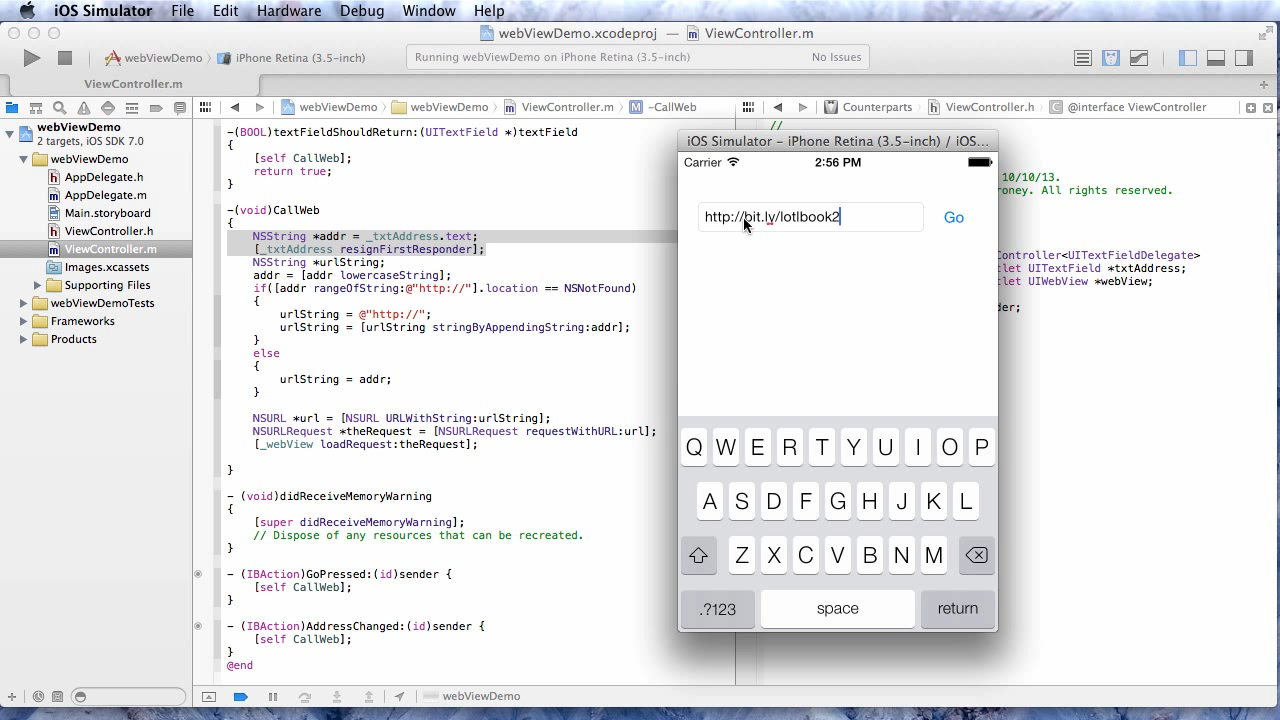 iOS Simulator File Edit Hardware Debug Window Help
webViewDemo.xcodeproj — ViewController.m
webViewDemo iPhone Retina (3.5-inch) Running webViewDemo on iPhone Retina (3.5-inch) No Issues
ViewController.m
webViewDemo webViewDemo ViewController.m M -CallWeb Counterparts ViewController.h @interface ViewController
webViewDemo
2 targets, iOS SDK 7.0
webViewDemo
AppDelegate.h
AppDelegate.m
Main.storyboard
ViewController.h
ViewController.m
Images.xcassets
Supporting Files
webViewDemoTests
Frameworks
Products
-(BOOL)textFieldShouldReturn:(UITextField *)textField
{
[self CallWeb];
return true;
}
-(void)CallWeb
{
NSString *addr = _txtAddress.text;
[_txtAddress resignFirstResponder];
NSString *urlString;
addr = [addr lowercaseString];
if([addr rangeOfString:@"http://"].location == NSNotFound)
{
urlString = @"http://";
urlString = [urlString stringByAppendingString:addr];
}
else
{
urlString = addr;
}
NSURL *url = [NSURL URLWithString:urlString];
NSURLRequest *theRequest = [NSURLRequest requestWithURL:url];
[_webView loadRequest:theRequest];
}
- (void)didReceiveMemoryWarning
{
[super didReceiveMemoryWarning];
// Dispose of any resources that can be recreated.
}
- (IBAction)GoPressed:(id)sender {
[self CallWeb];
}
- (IBAction)AddressChanged:(id)sender {
[self CallWeb];
}
@end
//
10/10/13.
oney. All rights reserved.
ontroller<UITextFieldDelegate>
tlet UITextField *txtAddress;
tlet UIWebView *webView;
der;
iOS Simulator – iPhone Retina (3.5-inch) / iOS...
Carrier 2:56 PM
http://bit.ly/lotlbook2 Go
Q W E R T Y U I O P
A S D F G H J K L
Z X C V B N M
.?123 space return
webViewDemo